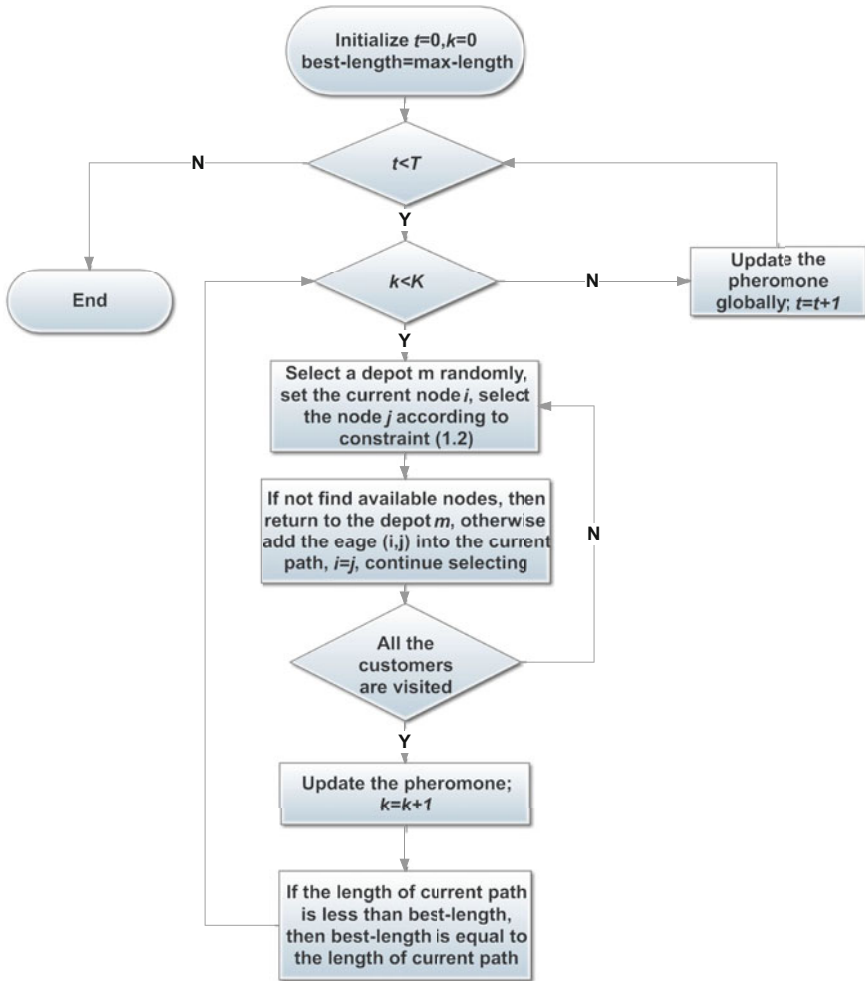 Initialize t=0,k=0
best-length=max-length
t<T
N
Y
End
k<K
N
Update the
pheromone
globally; t=t+1
Y
Select a depot m randomly,
set the current node i, select
the node j according to
constraint (1.2)
If not find available nodes, then
return to the depot m, otherwise
add the eage (i,j) into the current
path, i=j, continue selecting
N
All the
customers
are visited
Y
Update the pheromone;
k=k+1
If the length of current path
is less than best-length,
then best-length is equal to
the length of current path